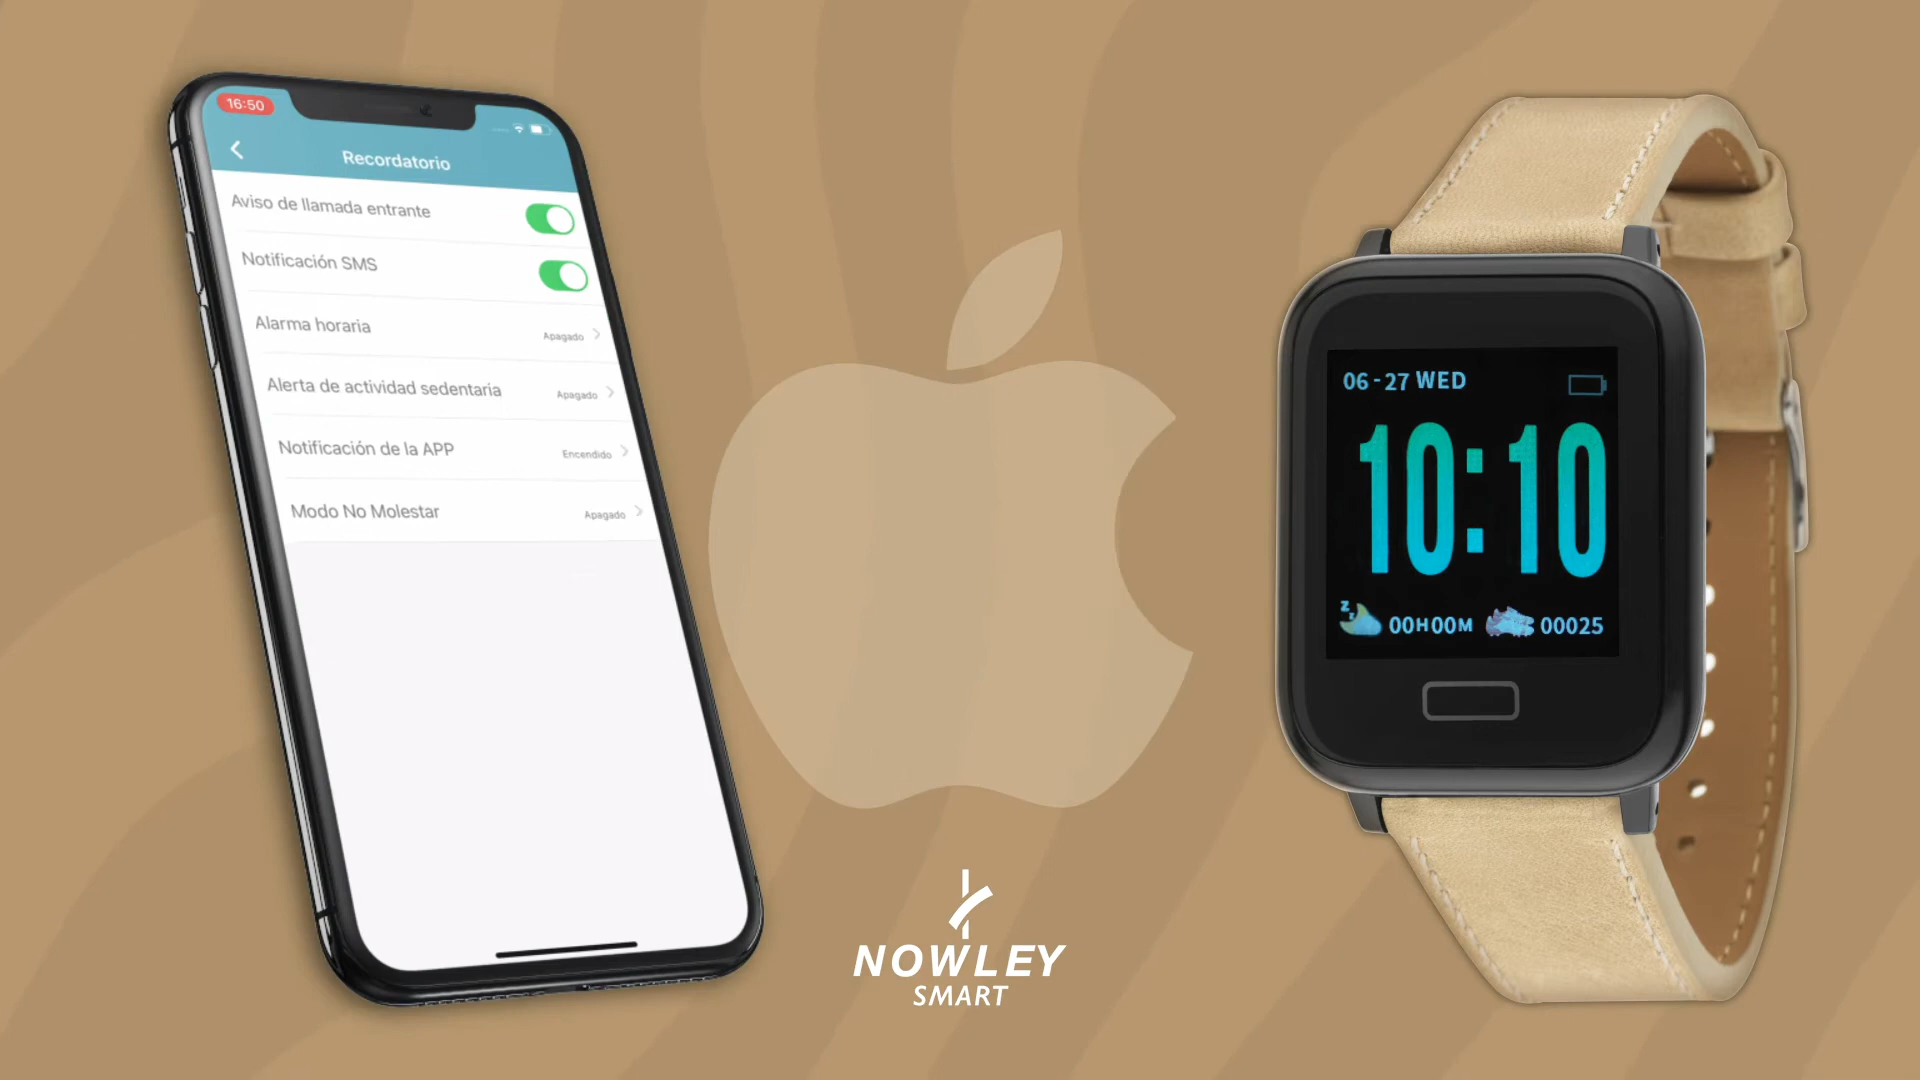 16:50
Recordatorio
Aviso de llamada entrante
Notificación SMS
Alarma horaria
Apagado
Alerta de actividad sedentaria
Apagado
Notificación de la APP
Encendido
Modo No Molestar
Apagado
06-27 WED
10:10
00H00M
00025
NOWLEY
SMART